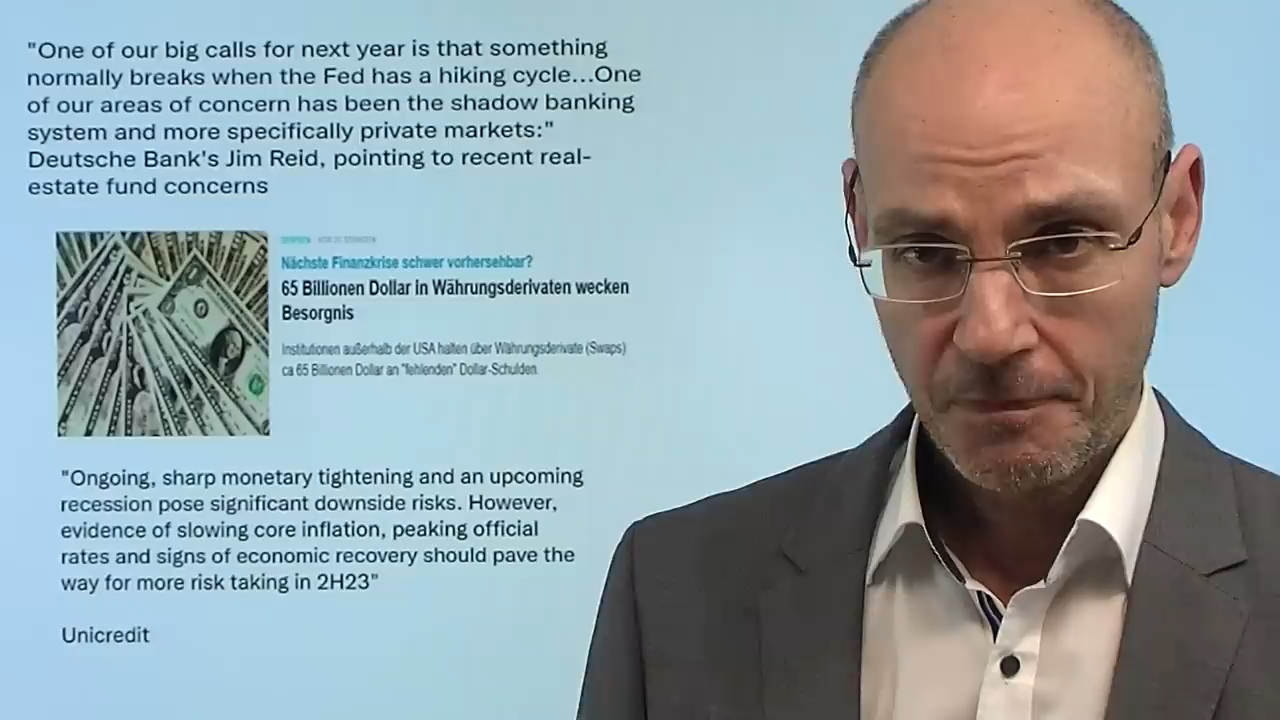 "One of our big calls for next year is that something
normally breaks when the Fed has a hiking cycle...One
of our areas of concern has been the shadow banking
system and more specifically private markets:"
Deutsche Bank's Jim Reid, pointing to recent real-
estate fund concerns
Nächste Finanzkrise schwer vorhersehbar?
65 Billionen Dollar in Währungsderivaten wecken
Besorgnis
Institutionen außerhalb der USA halten über Währungsderivate (Swaps)
ca 65 Billionen Dollar an "fehlenden" Dollar-Schulden.
"Ongoing, sharp monetary tightening and an upcoming
recession pose significant downside risks. However,
evidence of slowing core inflation, peaking official
rates and signs of economic recovery should pave the
way for more risk taking in 2H23"
Unicredit